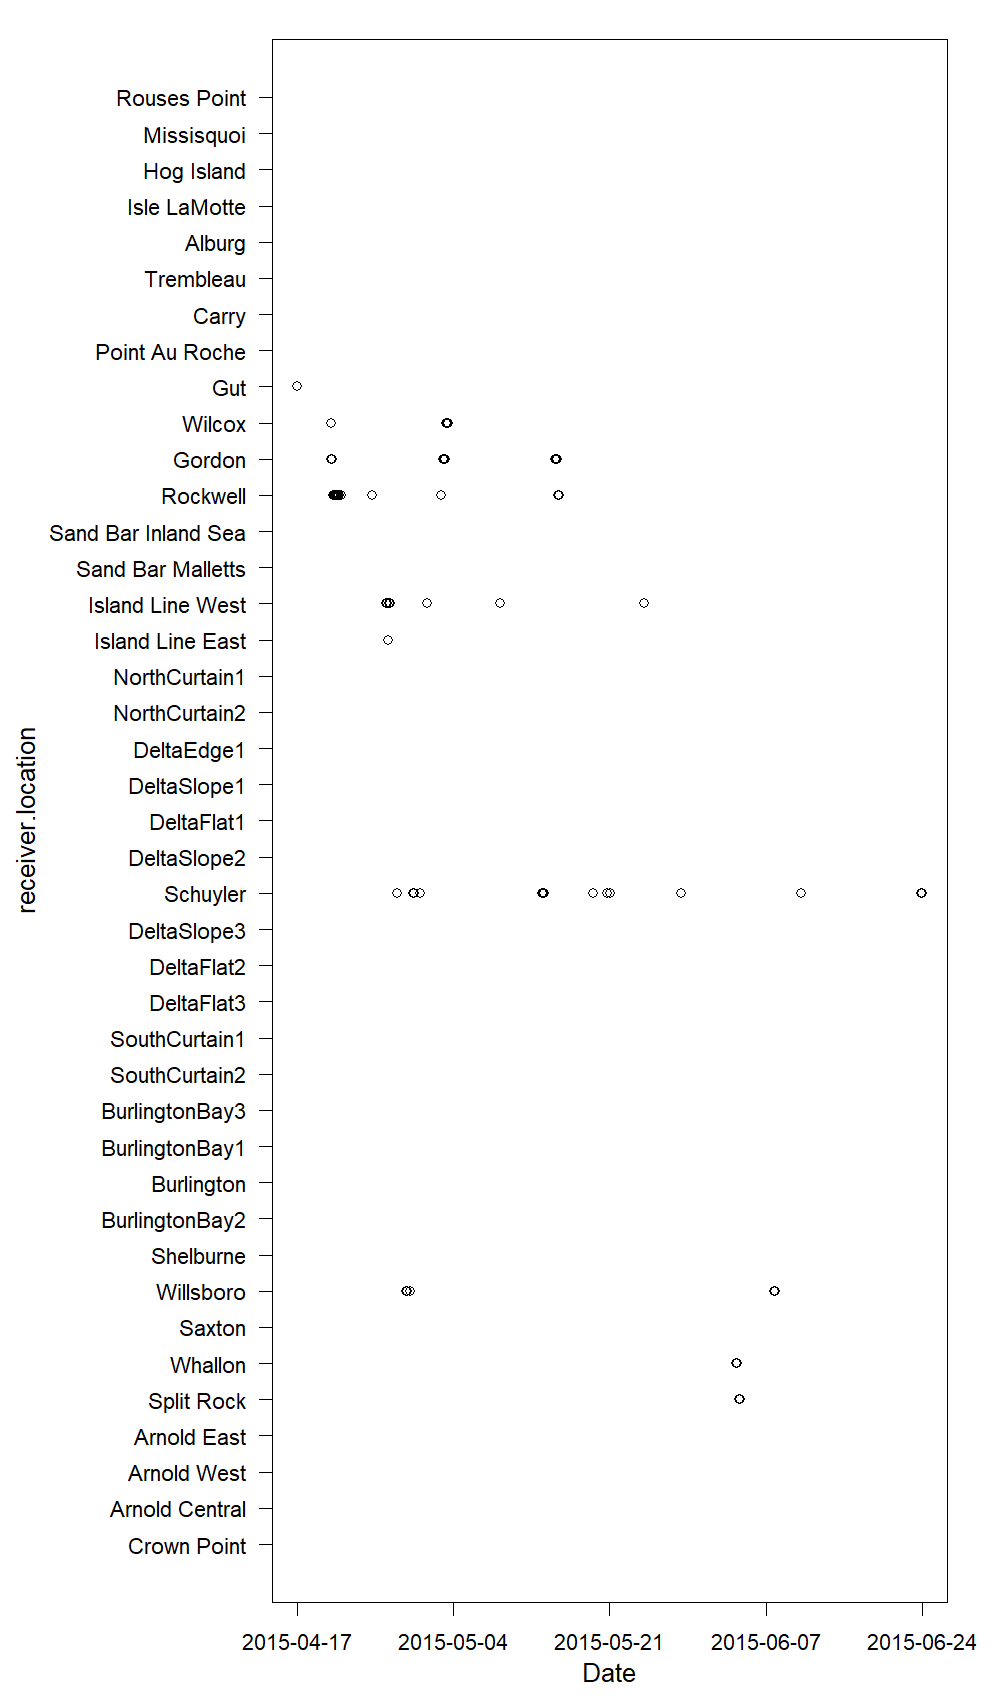 Rouses Point
Missisquoi
Hog Island
Isle LaMotte
Alburg
Trembleau
Carry
Point Au Roche
Gut
Wilcox
Gordon
Rockwell
Sand Bar Inland Sea
Sand Bar Malletts
Island Line West
Island Line East
NorthCurtain1
NorthCurtain2
DeltaEdge1
DeltaSlope1
DeltaFlat1
DeltaSlope2
Schuyler
DeltaSlope3
DeltaFlat2
DeltaFlat3
SouthCurtain1
SouthCurtain2
BurlingtonBay3
BurlingtonBay1
Burlington
BurlingtonBay2
Shelburne
Willsboro
Saxton
Whallon
Split Rock
Arnold East
Arnold West
Arnold Central
Crown Point
receiver.location
2015-04-17 2015-05-04 2015-05-21 2015-06-07 2015-06-24
Date